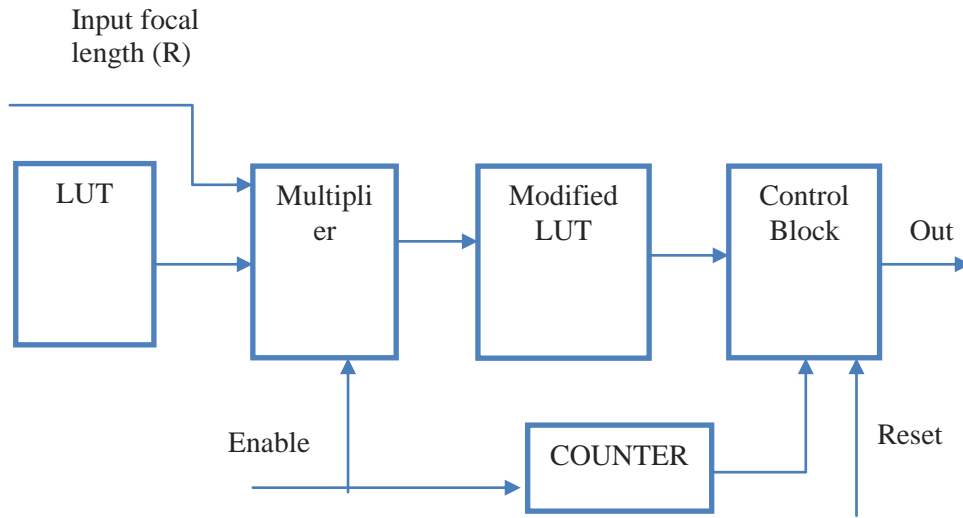 Input focal
length (R)
LUT
Multipli
er
Modified
LUT
Control
Block
Out
Enable
COUNTER
Reset